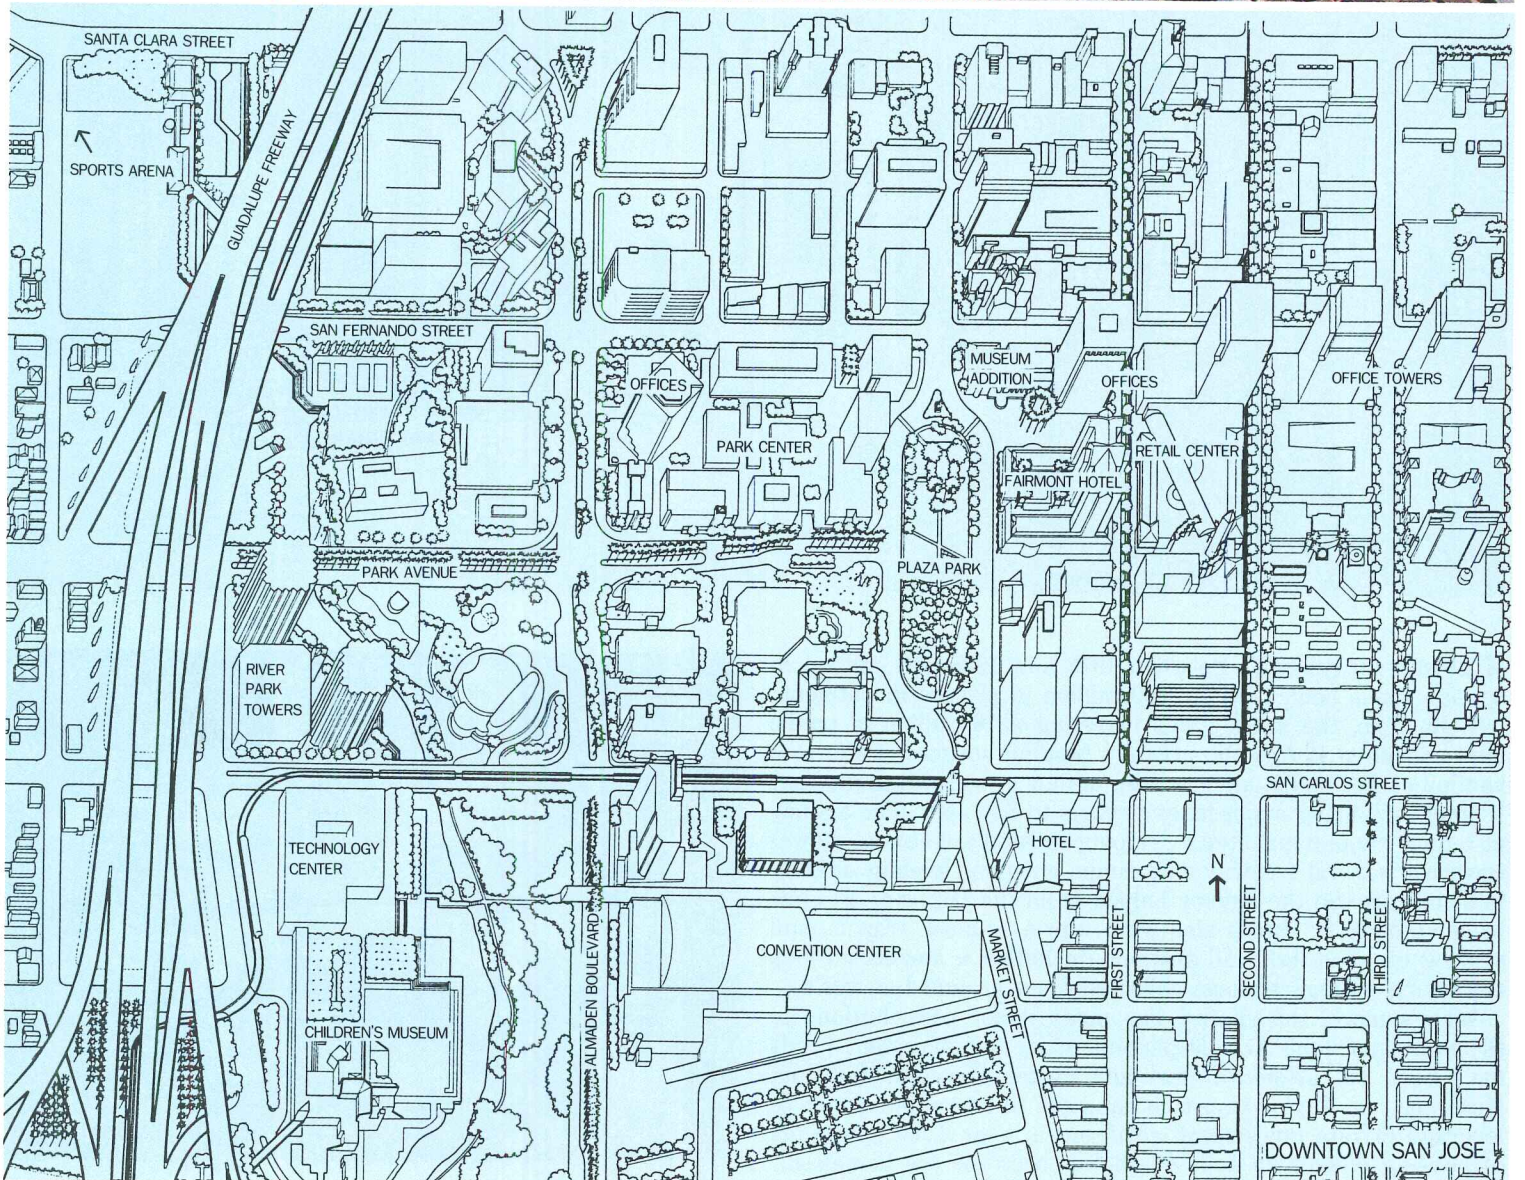 SANTA CLARA STREET
SPORTS ARENA
GUADALUPE FREEWAY
SAN FERNANDO STREET
OFFICES
MUSEUM
ADDITION
OFFICES
OFFICE TOWERS
PARK CENTER
RETAIL CENTER
FAIRMONT HOTEL
PARK AVENUE
PLAZA PARK
RIVER
PARK
TOWERS
SAN CARLOS STREET
TECHNOLOGY
CENTER
HOTEL
N
CONVENTION CENTER
ALMADEN BOULEVARD
MARKET STREET
FIRST STREET
SECOND STREET
THIRD STREET
CHILDREN'S MUSEUM
DOWNTOWN SAN JOSE